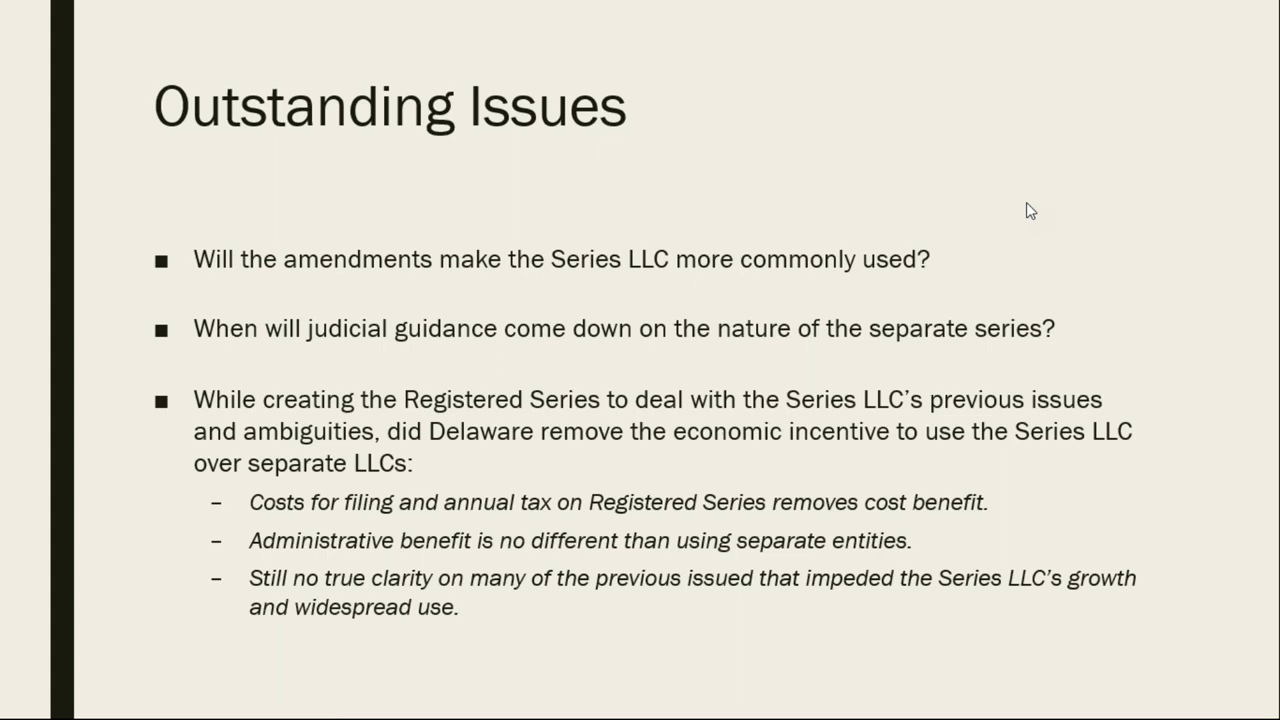 Outstanding Issues
■ Will the amendments make the Series LLC more commonly used?
■ When will judicial guidance come down on the nature of the separate series?
■ While creating the Registered Series to deal with the Series LLC’s previous issues
and ambiguities, did Delaware remove the economic incentive to use the Series LLC
over separate LLCs:
– Costs for filing and annual tax on Registered Series removes cost benefit.
– Administrative benefit is no different than using separate entities.
– Still no true clarity on many of the previous issued that impeded the Series LLC’s growth
and widespread use.